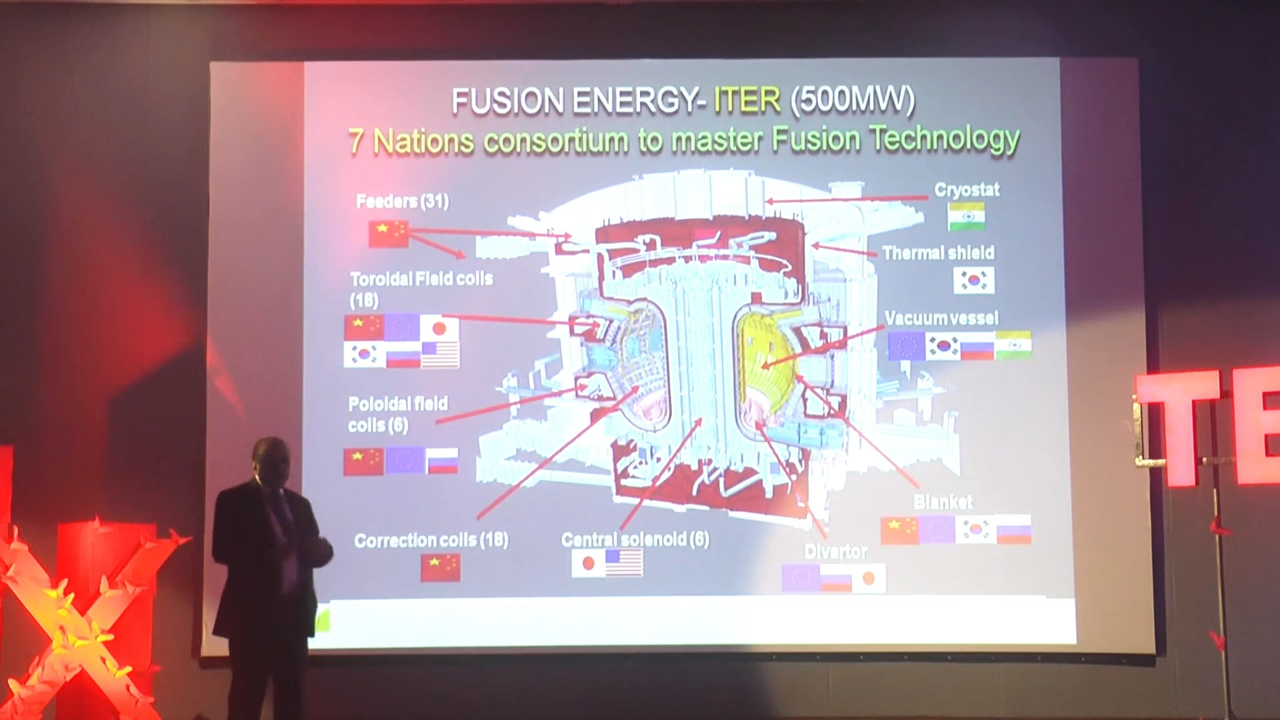 FUSION ENERGY- ITER (500MW)
7 Nations consortium to master Fusion Technology
Feeders (31)
Cryostat
Thermal shield
Toroidal Field coils
(18)
Vacuum vessel
Poloidal field
coils (6)
Blanket
Correction coils (18)
Central solenoid (6)
Divertor
X
TE